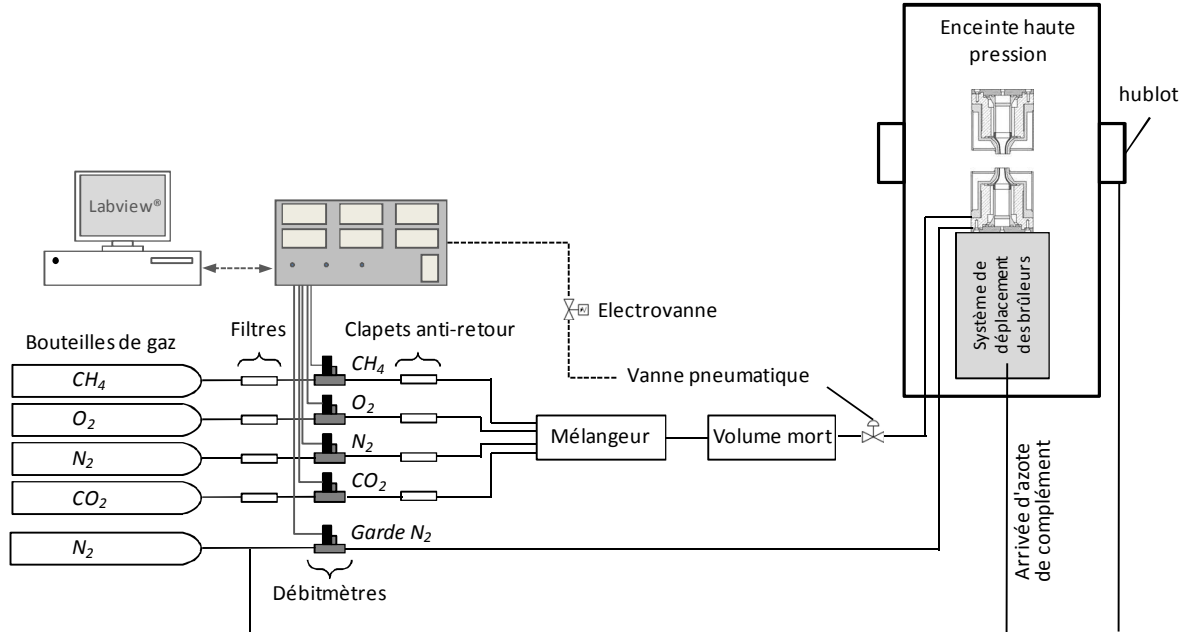 Enceinte haute
pression
hublot
Labview®
Système de
déplacement
des brûleurs
Electrovanne
Filtres
Clapets anti-retour
Bouteilles de gaz
CH4
CH4
Vanne pneumatique
O2
O2
Mélangeur
Volume mort
N2
N2
CO2
CO2
Arrivée d'azote
de complément
N2
Garde N2
Débitmètres